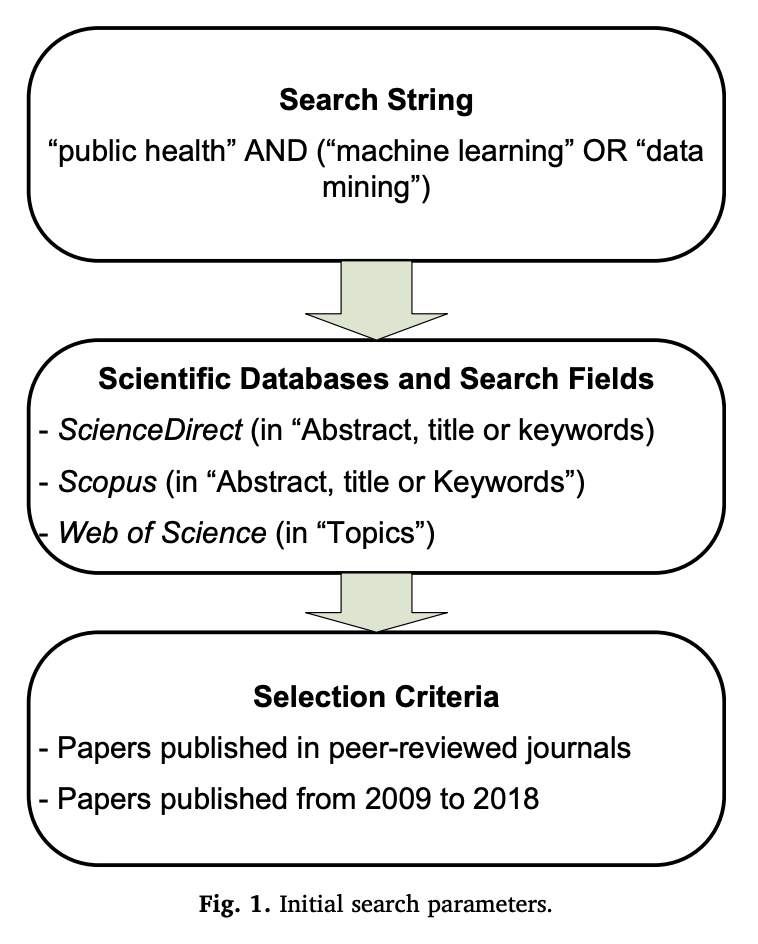 Search String
“public health” AND (“machine learning” OR “data
mining”)
Scientific Databases and Search Fields
- ScienceDirect (in “Abstract, title or keywords)
- Scopus (in “Abstract, title or Keywords”)
- Web of Science (in “Topics”)
Selection Criteria
- Papers published in peer-reviewed journals
- Papers published from 2009 to 2018
Fig. 1. Initial search parameters.